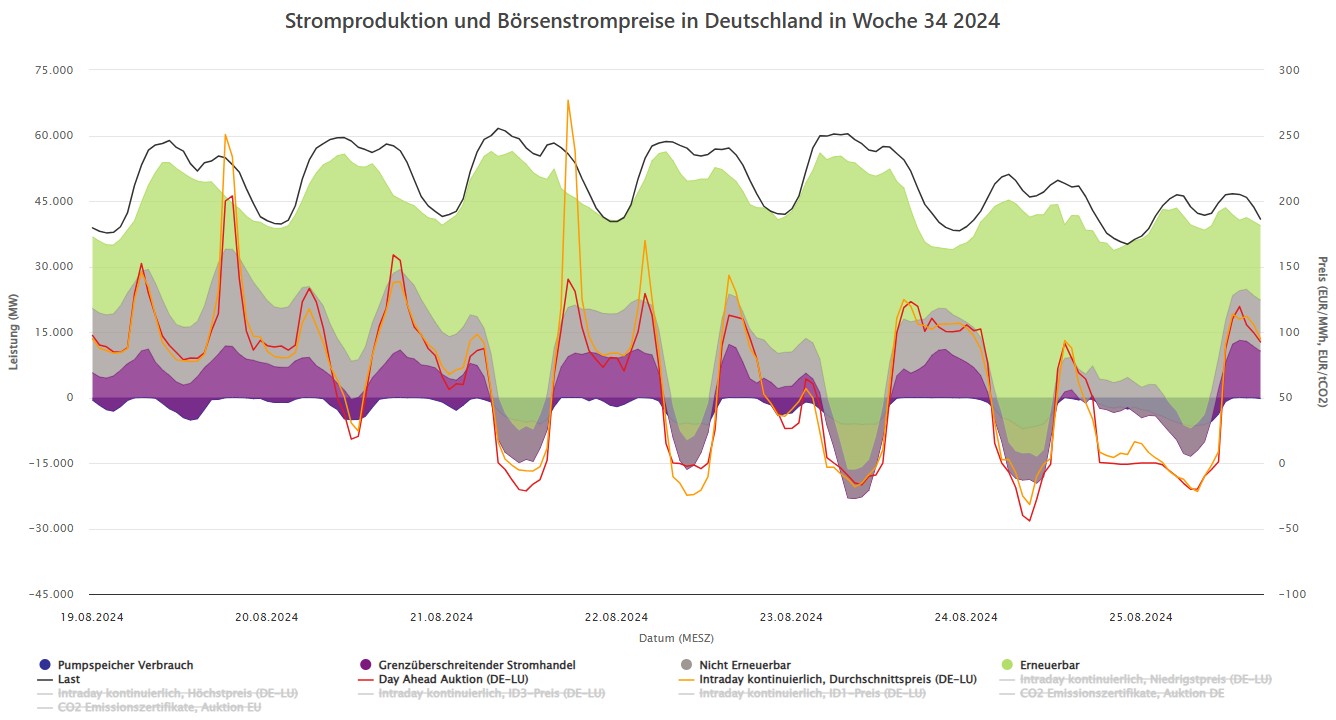 Stromproduktion und Börsenstrompreise in Deutschland in Woche 34 2024
75.000
60.000
45.000
30.000
15.000
0
−15.000
−30.000
−45.000
Leistung (MW)
300
250
200
150
100
50
0
−50
−100
Preis (EUR/MWh, EUR/tCO2)
19.08.2024 20.08.2024 21.08.2024 22.08.2024 23.08.2024 24.08.2024 25.08.2024
Datum (MESZ)
Pumpspeicher Verbrauch Grenzüberschreitender Stromhandel Nicht Erneuerbar Erneuerbar
Last Day Ahead Auktion (DE-LU) Intraday kontinuierlich, Durchschnittspreis (DE-LU) Intraday kontinuierlich, Niedrigstpreis (DE-LU)
Intraday kontinuierlich, Höchstpreis (DE-LU) Intraday kontinuierlich, ID3-Preis (DE-LU) Intraday kontinuierlich, ID1-Preis (DE-LU) CO2 Emissionszertifikate, Auktion DE
CO2 Emissionszertifikate, Auktion EU